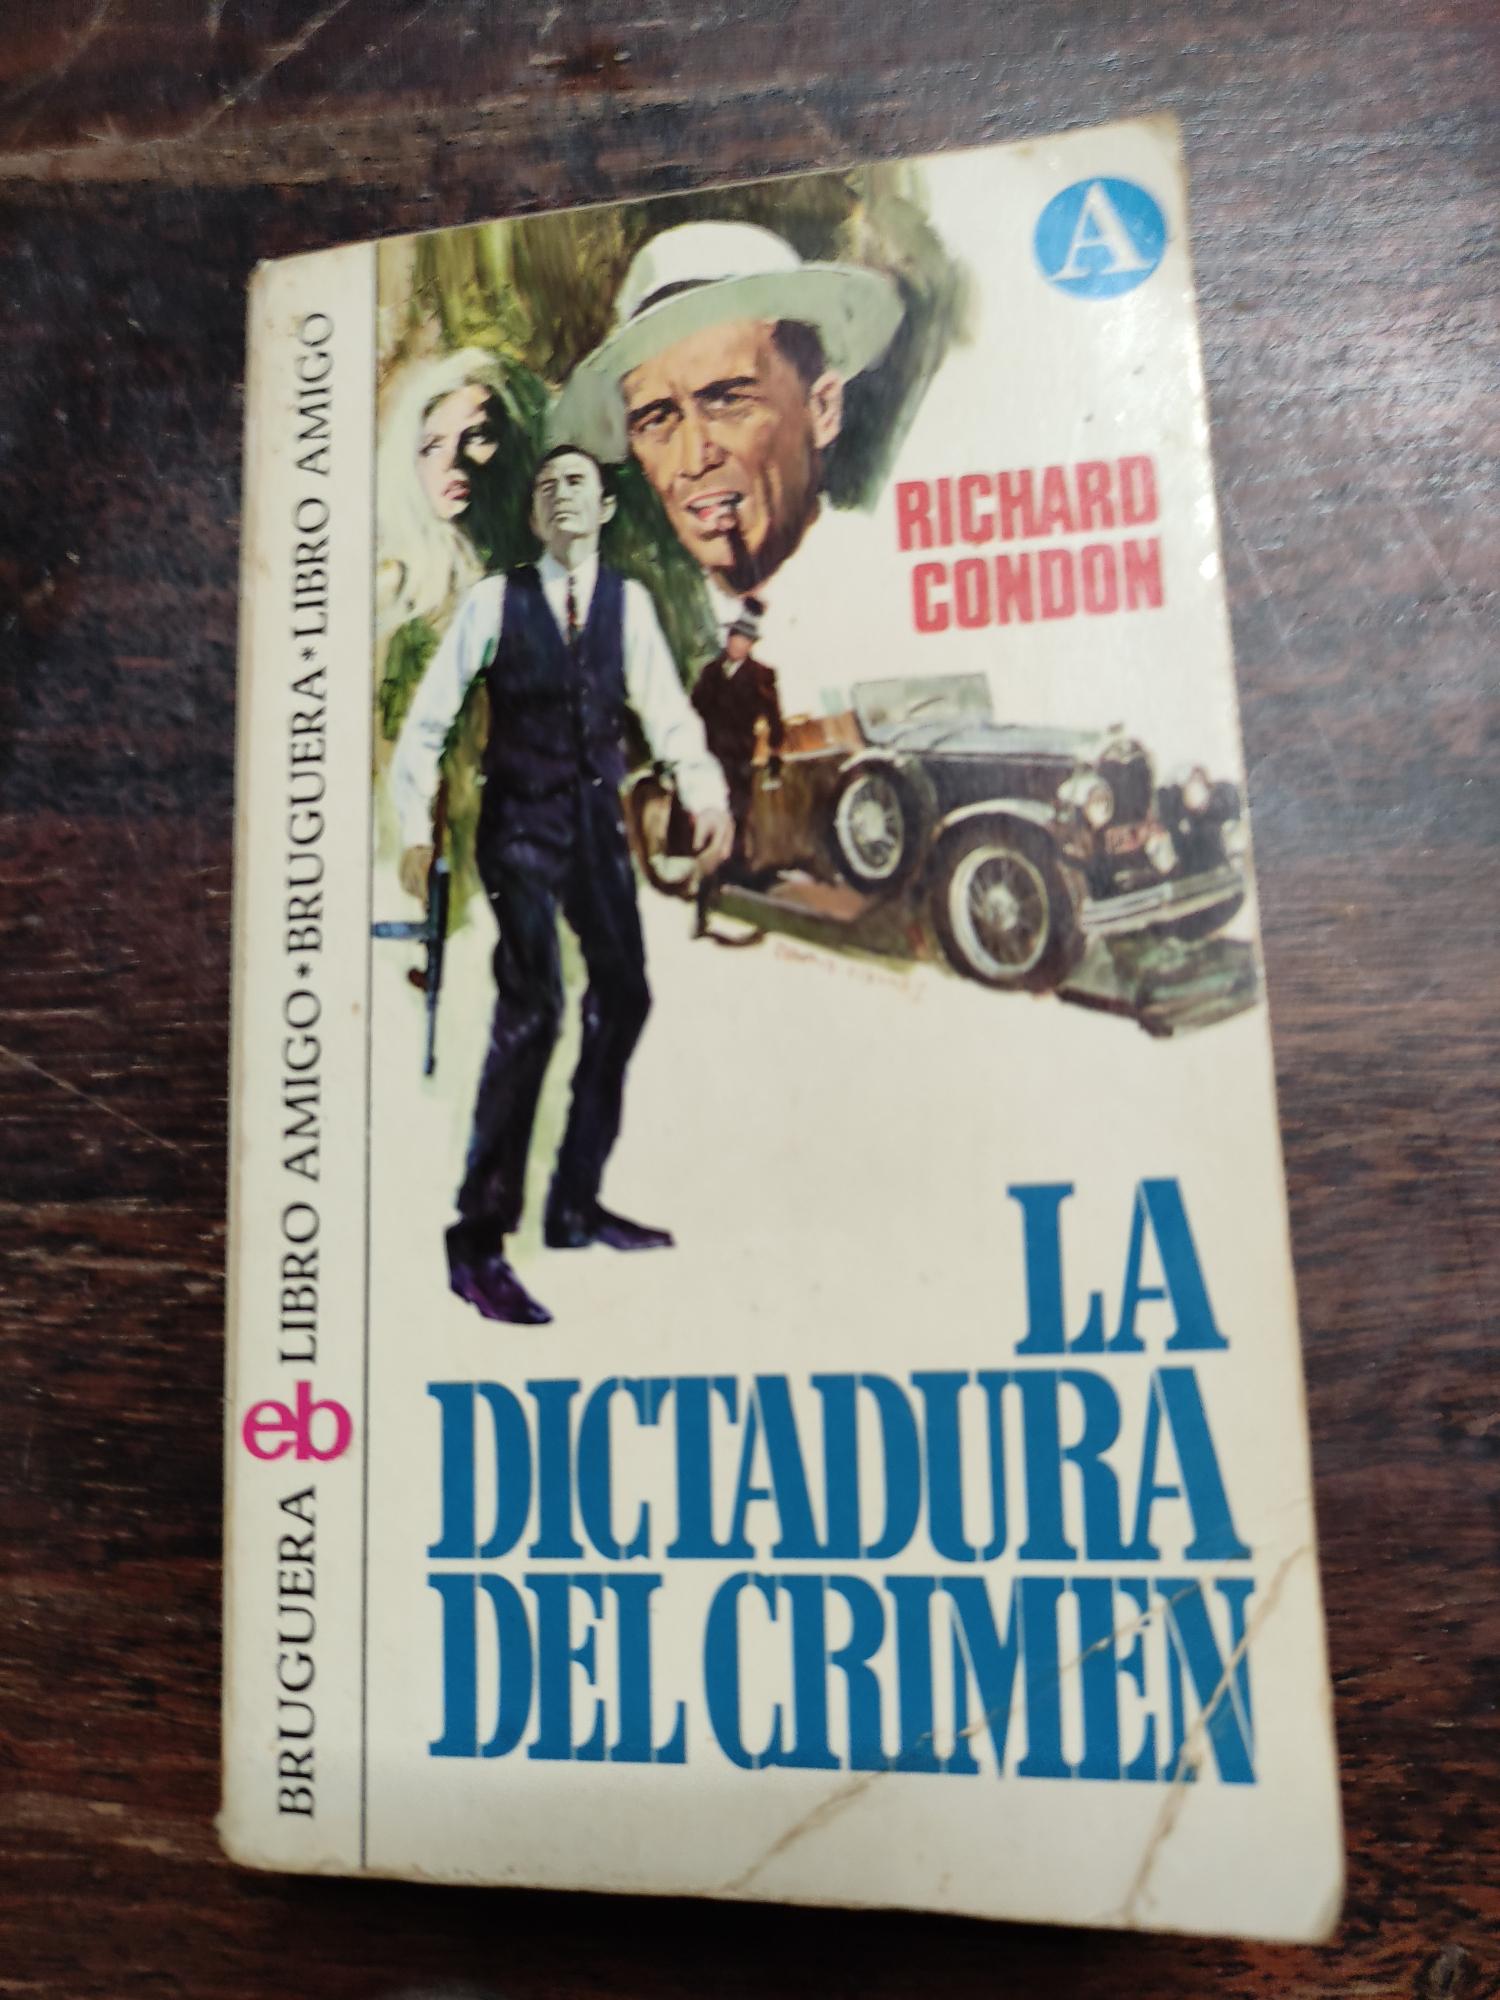 A
RICHARD
CONDON
LA
DICTADURA
DEL CRIMEN
BRUGUERA eb LIBRO AMIGO * BRUGUERA * LIBRO AMIGO